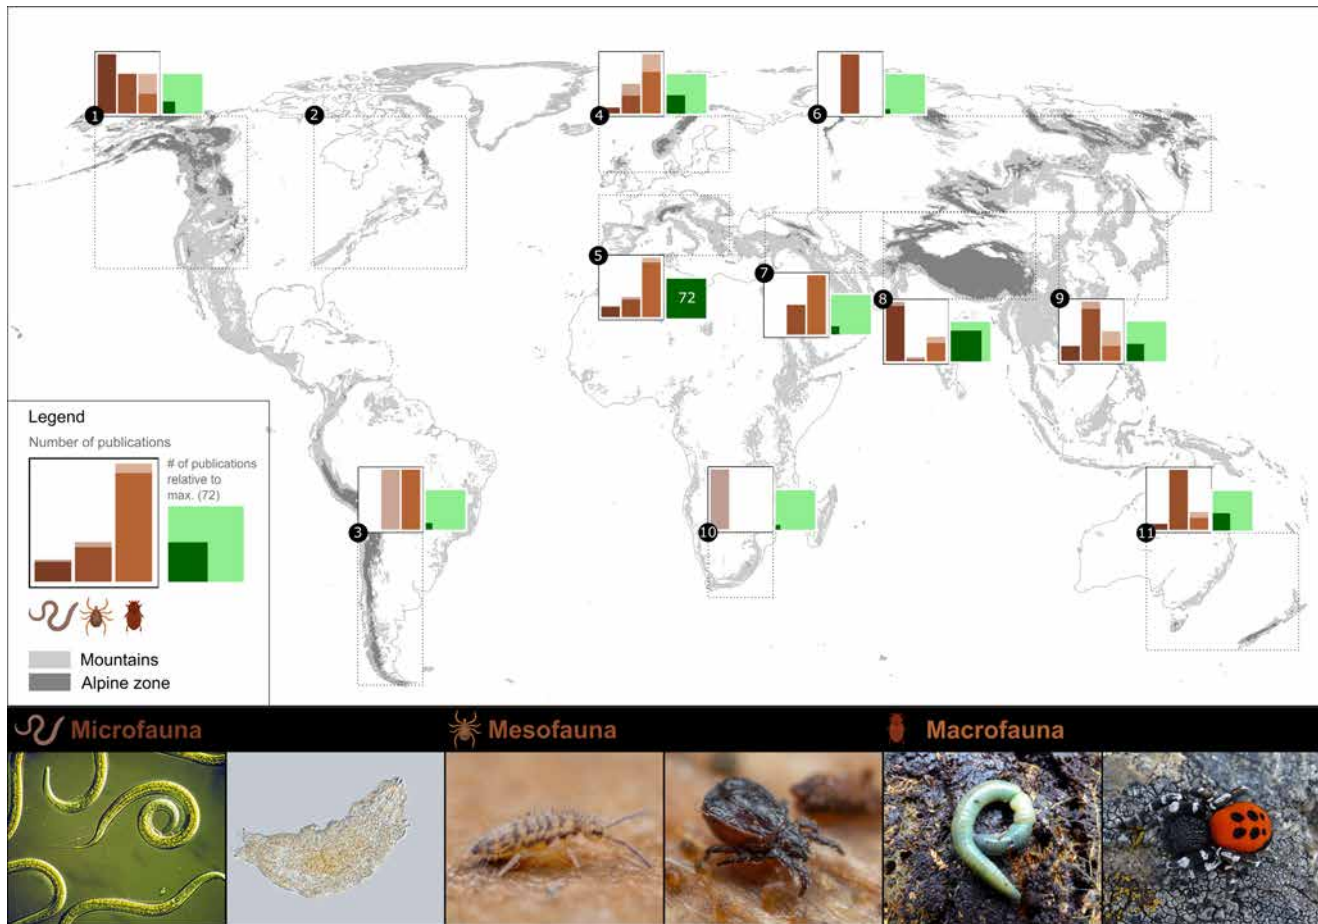 1
2
4
6
5
72
7
8
9
3
10
11
Legend
Number of publications
# of publications
relative to
max. (72)
Mountains
Alpine zone
Microfauna
Mesofauna
Macrofauna